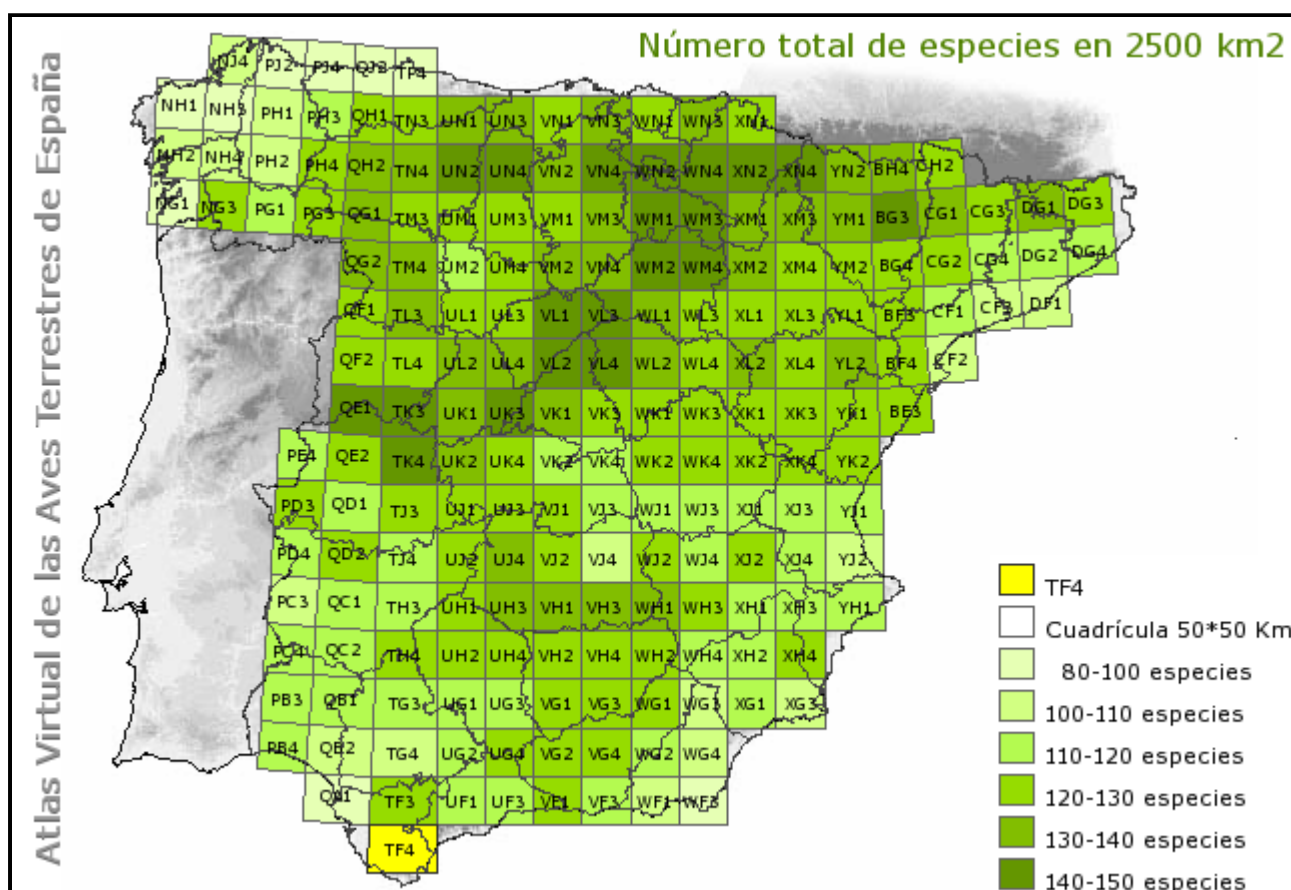 Número total de especies en 2500 km2
Atlas Virtual de las Aves Terrestres de España
NJ4 PJ2 PJ4 QJ2 TP4
NH1 NH3 PH1 PH3 QH1 TN3 UN1 UN3 VN1 VN3 WN1 WN3 XN1
NH2 NH4 PH2 PH4 QH2 TN4 UN2 UN4 VN2 VN4 WN2 WN4 XN2 XN4 YN2 BH4 CH2
NG1 NG3 PG1 PG3 QG1 TM3 UM1 UM3 VM1 VM3 WM1 WM3 XM1 XM3 YM1 BG3 CG1 CG3 DG1 DG3
QG2 TM4 UM2 UM4 VM2 VN4 WM2 WM4 XM2 XM4 YM2 BG4 CG2 CG4 DG2 DG4
QF1 TL3 UL1 UL3 VL1 VL3 WL1 WL3 XL1 XL3 YL1 BF3 CF1 CF3 DF1
QF2 TL4 UL2 UL4 VL2 VL4 WL2 WL4 XL2 XL4 YL2 BF4 CF2
QE1 TK3 UK1 UK3 VK1 VK3 WK1 WK3 XK1 XK3 YK1 BE3
PE4 QE2 TK4 UK2 UK4 VK2 VK4 WK2 WK4 XK2 XK4 YK2
PD3 QD1 TJ3 UJ1 UJ3 VJ1 VJ3 WJ1 WJ3 XJ1 XJ3 YJ1
PD4 QD2 TJ4 UJ2 UJ4 VJ2 VJ4 WJ2 WJ4 XJ2 XJ4 YJ2
PC3 QC1 TH3 UH1 UH3 VH1 VH3 WH1 WH3 XH1 XH3 YH1
PC4 QC2 TH4 UH2 UH4 VH2 VH4 WH2 WH4 XH2 XH4
PB3 QB1 TG3 UG1 UG3 VG1 VG3 WG1 WG3 XG1 XG3
PB4 QB2 TG4 UG2 UG4 VG2 VG4 WG2 WG4
TF3 UF1 UF3 VF1 VF3 WF1 WF3
TF4
TF4
Cuadrícula 50*50 Km
80-100 especies
100-110 especies
110-120 especies
120-130 especies
130-140 especies
140-150 especies